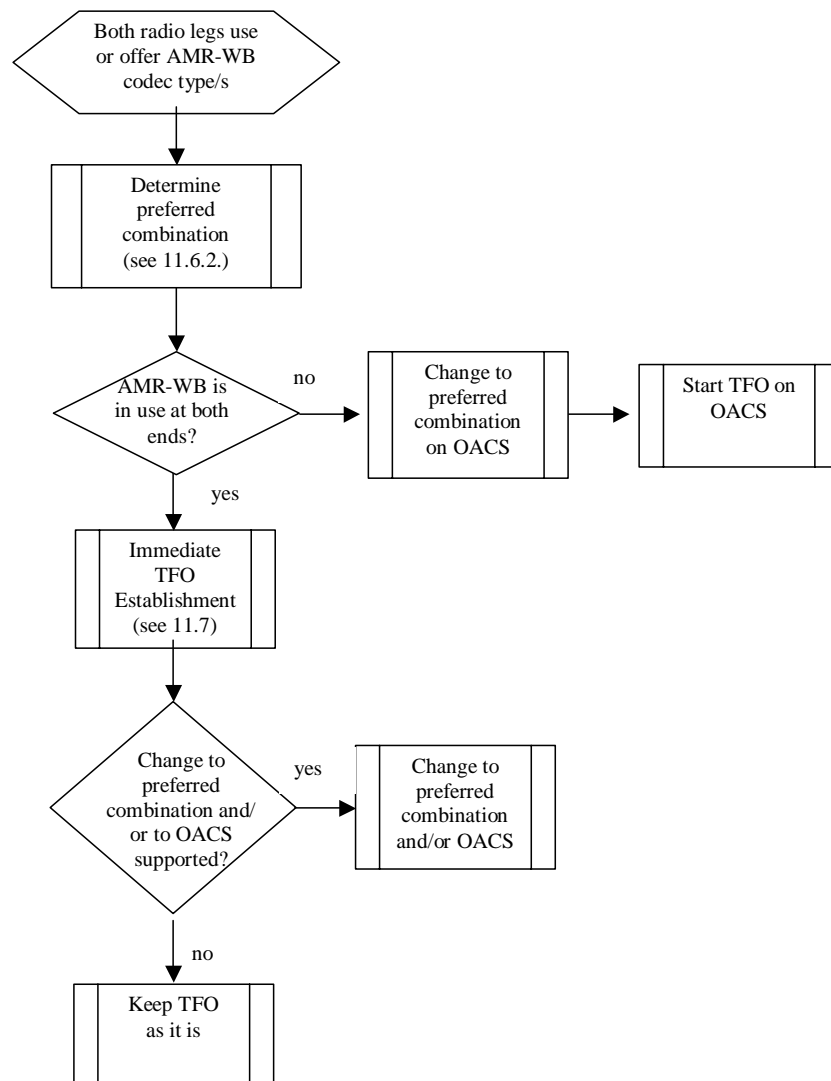 Both radio legs use
or offer AMR-WB
codec type/s
Determine
preferred
combination
(see 11.6.2.)
AMR-WB is
in use at both
ends?
no
Change to
preferred
combination
on OACS
Start TFO on
OACS
yes
Immediate
TFO
Establishment
(see 11.7)
Change to
preferred
combination and/
or to OACS
supported?
yes
Change to
preferred
combination
and/or OACS
no
Keep TFO
as it is